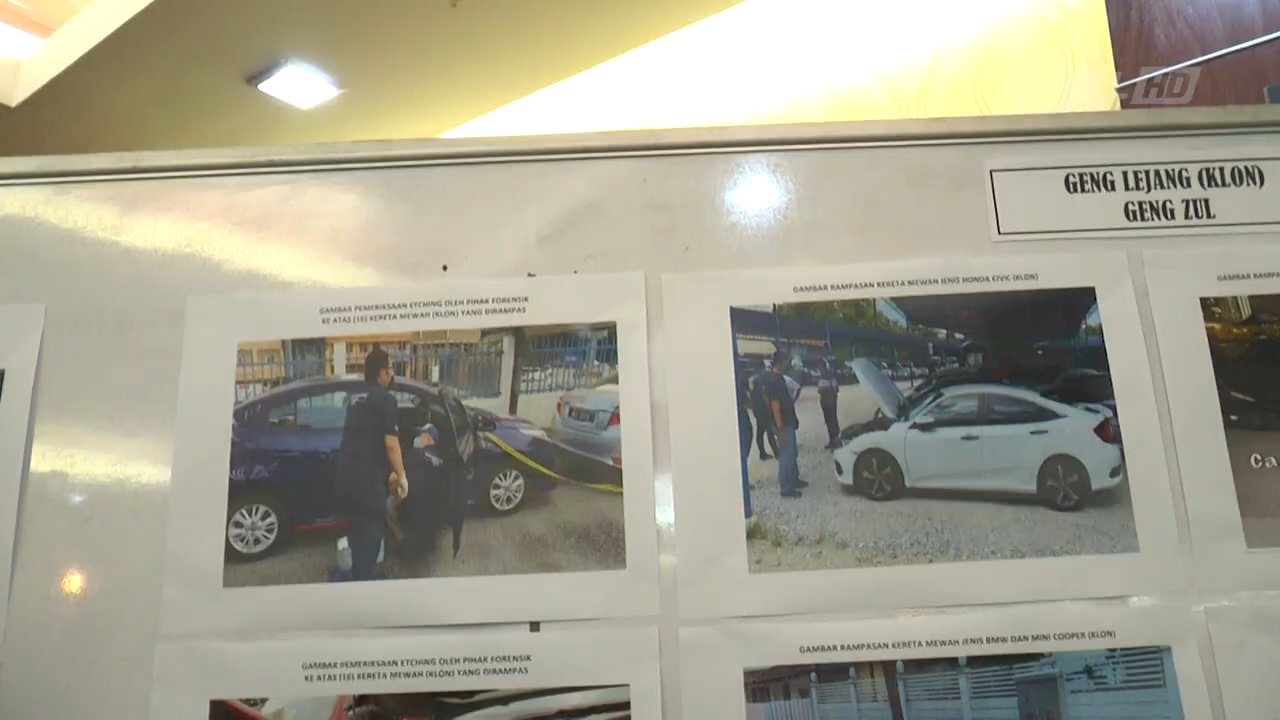 HD
GENG LEJANG (KLON)
GENG ZUL
GAMBAR PEMERIKSAAN ETCHING OLEH PIHAK FORENSIK
KE ATAS (16) KERETA MEWAH (KLON) YANG DIRAMPAS
GAMBAR RAMPASAN KERETA MEWAH JENIS HONDA CIVIC (KLON)
GAMBAR
Ca
GAMBAR PEMERIKSAAN ETCHING OLEH PIHAK FORENSIK
KE ATAS (16) KERETA MEWAH (KLON) YANG DIRAMPAS
GAMBAR RAMPASAN KERETA MEWAH JENIS BMW DAN MINI COOPER (KLON)